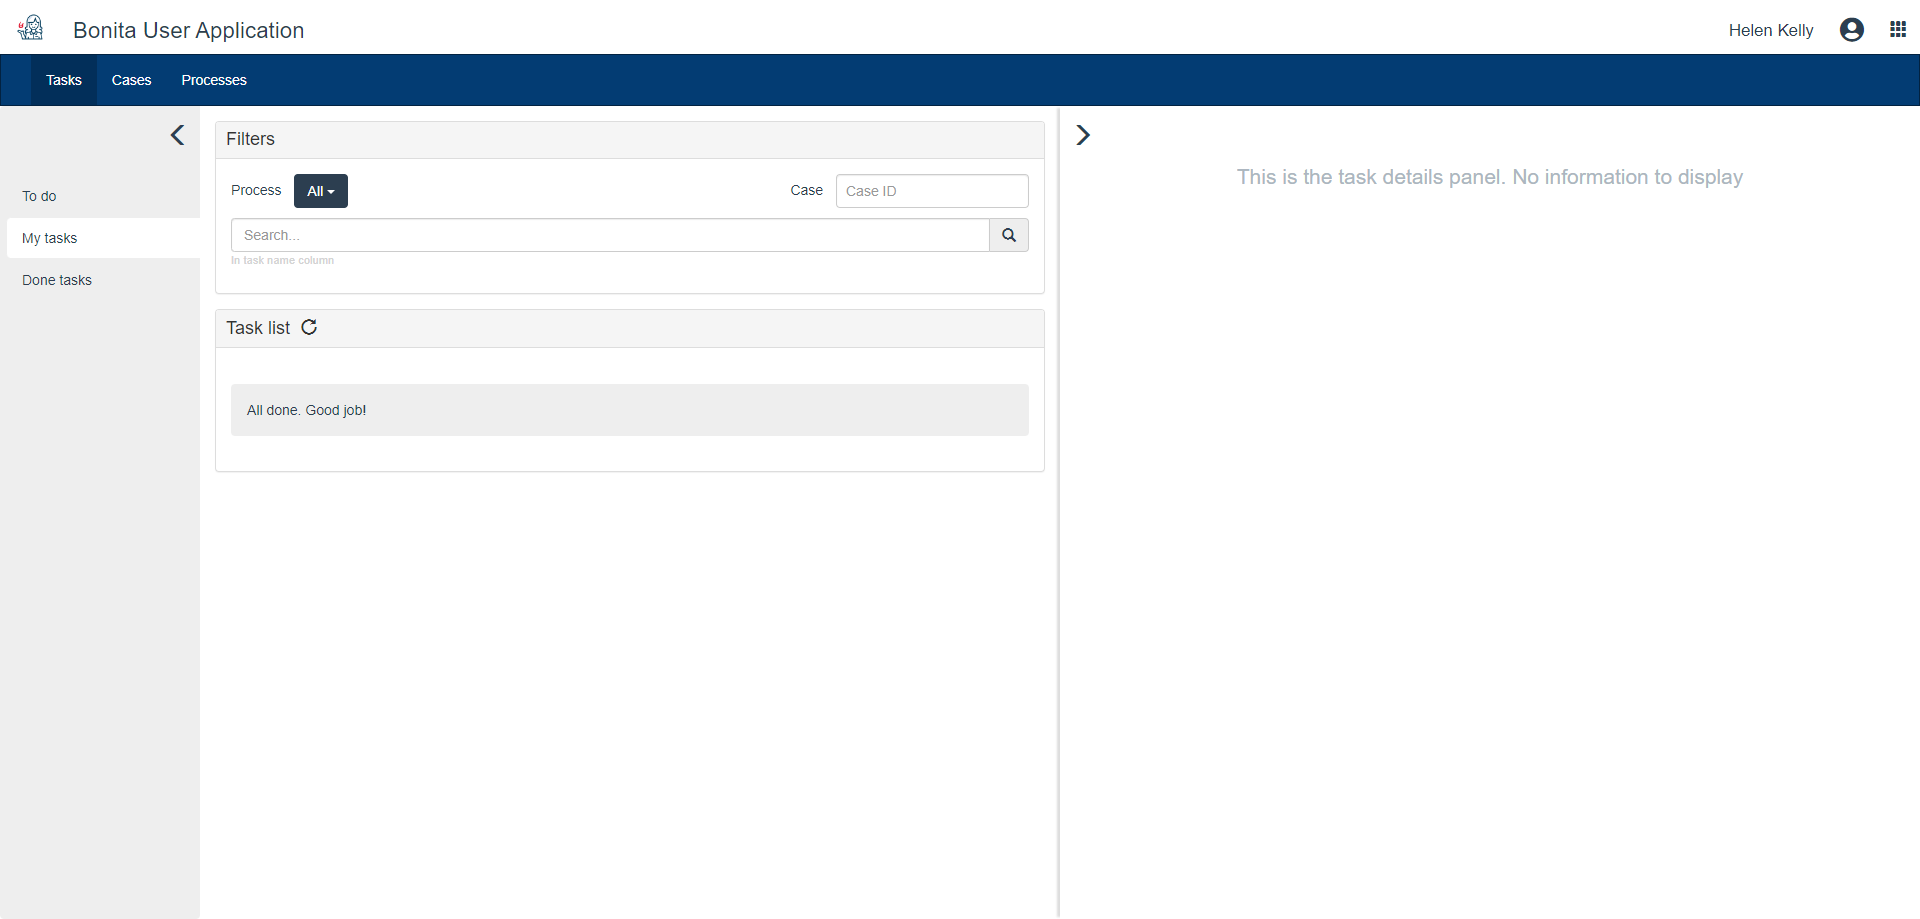 Bonita User Application
Helen Kelly
Tasks
Cases
Processes
To do
My tasks
Done tasks
Filters
Process
All
Case
Case ID
Search...
In task name column
Task list
All done. Good job!
This is the task details panel. No information to display